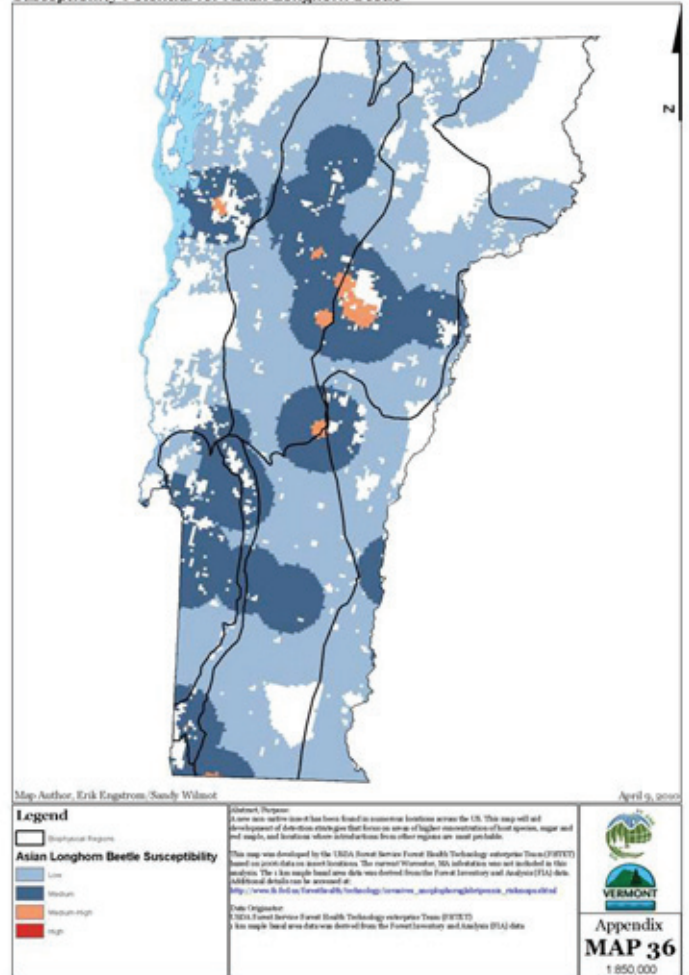 Susceptibility Potential for Asian Longhorn Beetle
N
Map Author, Erik Engstrom/Sandy Wilmot
April 9, 2010
Legend
Biophysical Regions
Asian Longhorn Beetle Susceptibility
Low
Medium
Medium-High
High
Abstract, Purpose:
A new non-native insect has been found in numerous locations across the US. This map will aid
development of detection strategies that focus on areas of higher concentration of host species, sugar and
red maple, and locations where introductions from other regions are most probable.
This map was developed by the USDA Forest Service Forest Health Technology enterprise Team (FHTET)
based on 2006 data on insect locations. The current Worcester, MA infestation was not included in this
analysis. The 1 km maple basal area data was derived from the Forest Inventory and Analysis (FIA) data.
Additional details can be accessed at:
Data Originator:
USDA Forest Service Forest Health Technology enterprise Team (FHTET)
1 km maple basal area data was derived from the Forest Inventory and Analysis (FIA) data
VERMONT
Appendix
MAP 36
1:850,000